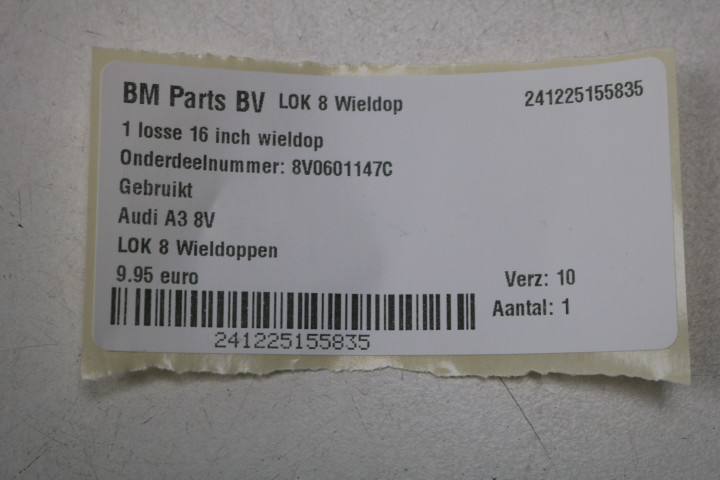 BM Parts BV LOK 8 Wieldop 241225155835
1 losse 16 inch wieldop
Onderdeelnummer: 8V0601147C
Gebruikt
Audi A3 8V
LOK 8 Wieldoppen
9.95 euro Verz: 10
Aantal: 1
241225155835